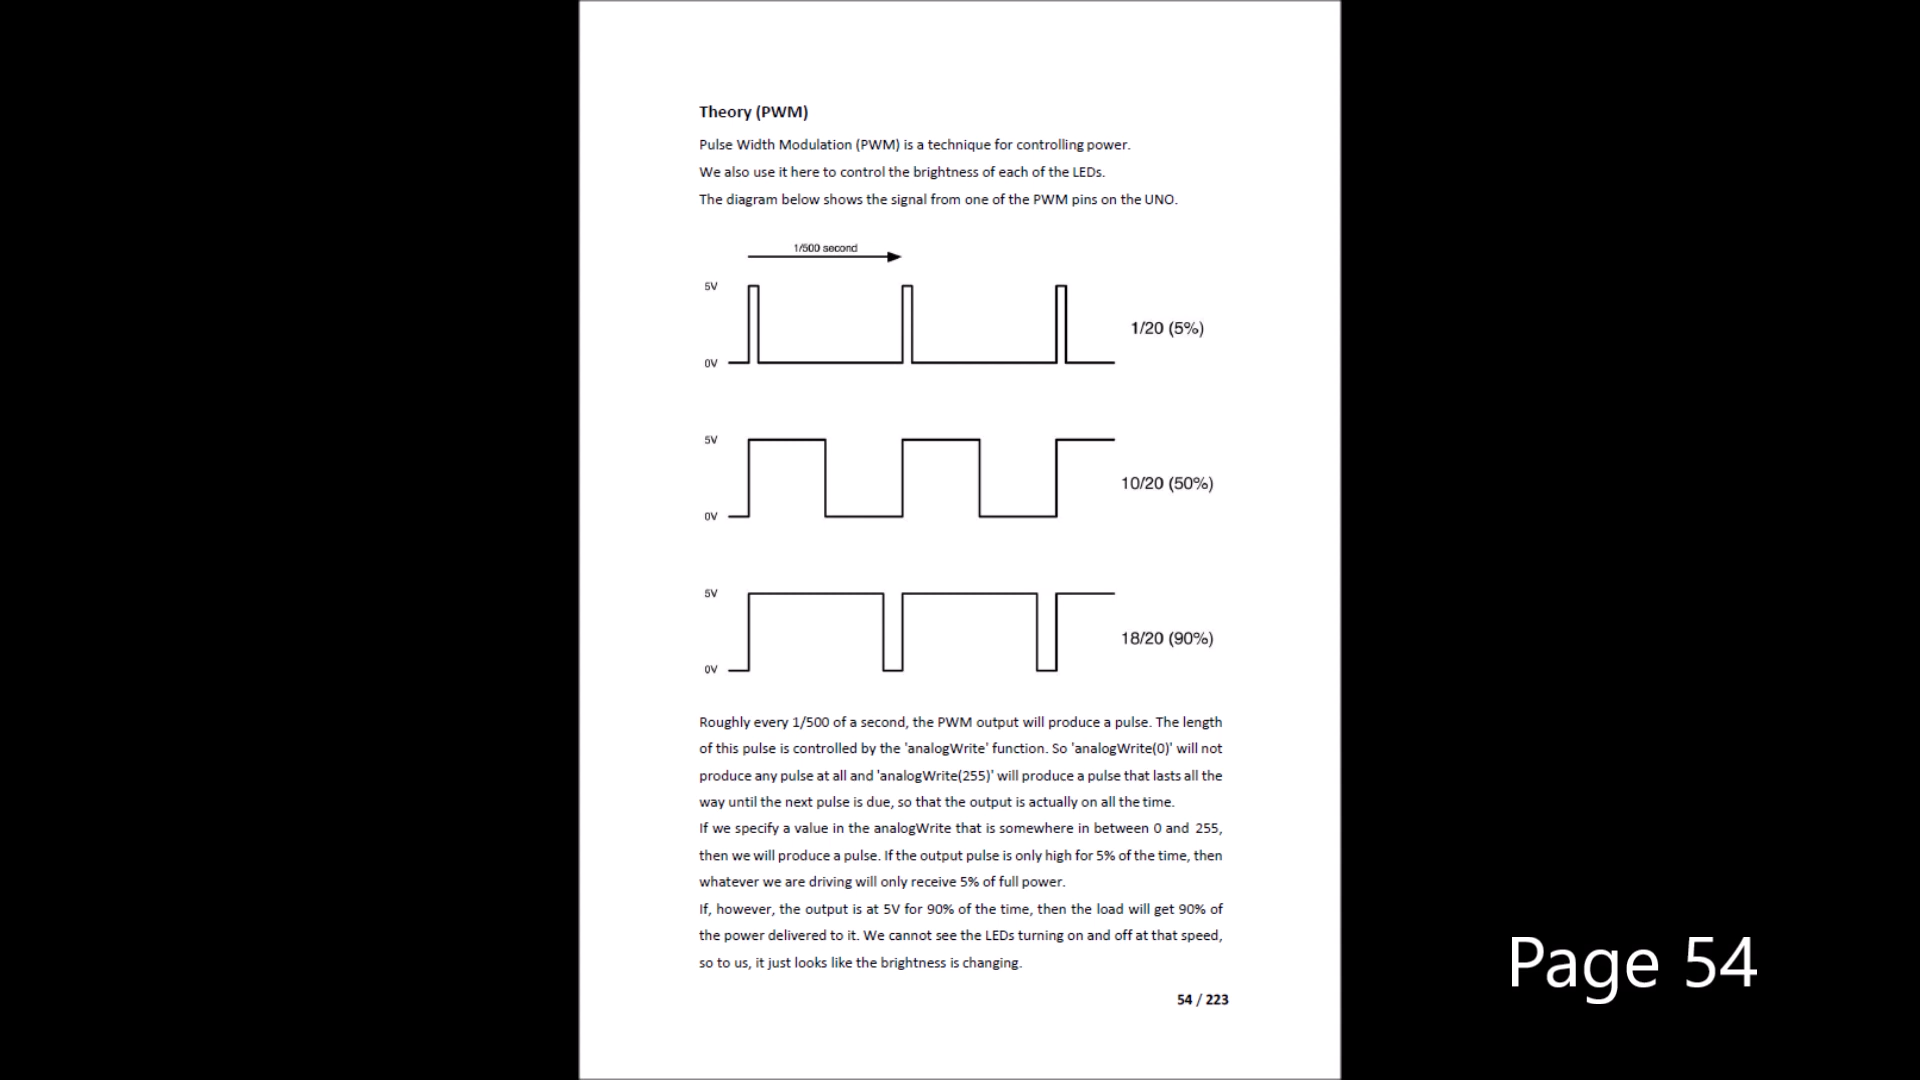 Theory (PWM)
Pulse Width Modulation (PWM) is a technique for controlling power.
We also use it here to control the brightness of each of the LEDs.
The diagram below shows the signal from one of the PWM pins on the UNO.
1/500 second
5V
1/20 (5%)
0V
5V
10/20 (50%)
0V
5V
18/20 (90%)
0V
Roughly every 1/500 of a second, the PWM output will produce a pulse. The length
of this pulse is controlled by the 'analogWrite' function. So 'analogWrite(0)' will not
produce any pulse at all and 'analogWrite(255)' will produce a pulse that lasts all the
way until the next pulse is due, so that the output is actually on all the time.
If we specify a value in the analogWrite that is somewhere in between 0 and 255,
then we will produce a pulse. If the output pulse is only high for 5% of the time, then
whatever we are driving will only receive 5% of full power.
If, however, the output is at 5V for 90% of the time, then the load will get 90% of
the power delivered to it. We cannot see the LEDs turning on and off at that speed,
so to us, it just looks like the brightness is changing.
54 / 223
Page 54